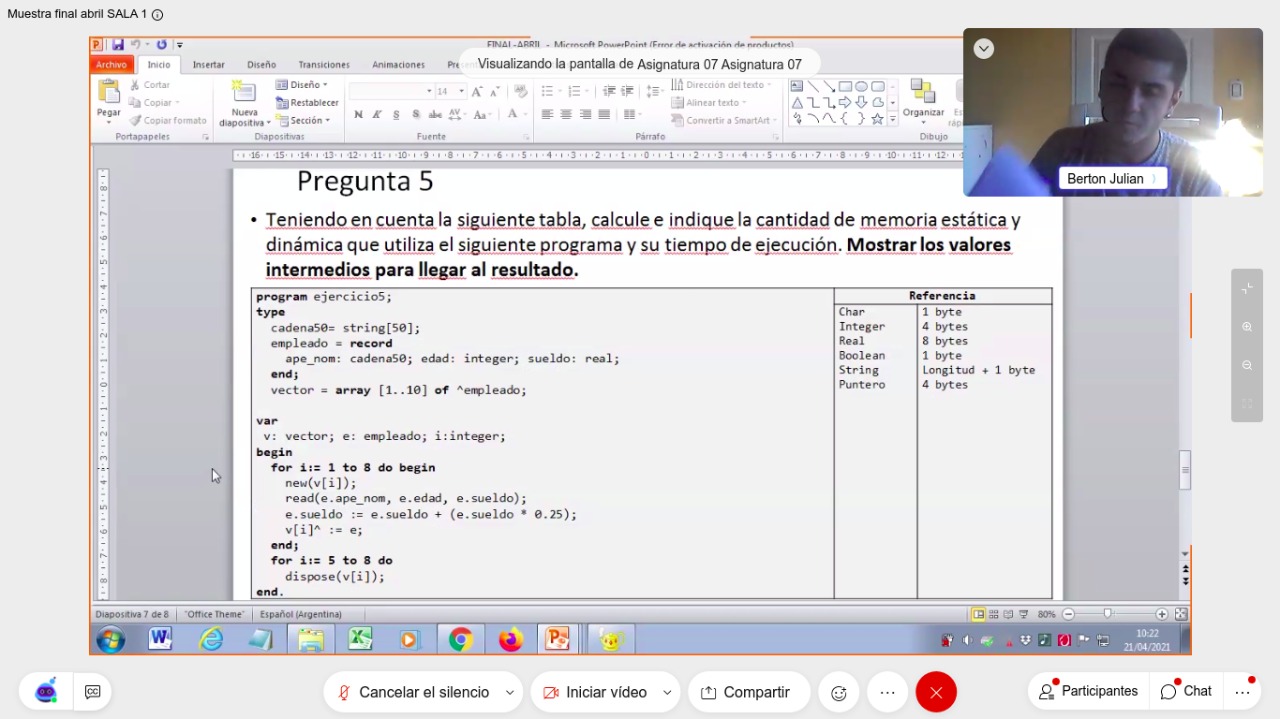 Muestra final abril SALA 1
FINAL-ABRIL - Microsoft PowerPoint (Error de activación de productos)
Visualizando la pantalla de Asignatura 07 Asignatura 07
Archivo Inicio Insertar Diseño Transiciones Animaciones
Pegar
Cortar
Copiar
Copiar formato
Portapapeles
Nueva diapositiva
Diseño
Restablecer
Sección
Diapositivas
14
N K S S abc AV Aa A
Fuente
Dirección del texto
Alinear texto
Convertir a SmartArt
Párrafo
Organizar
Dibujo
Berton Julian
Pregunta 5
• Teniendo en cuenta la siguiente tabla, calcule e indique la cantidad de memoria estática y
dinámica que utiliza el siguiente programa y su tiempo de ejecución. Mostrar los valores
intermedios para llegar al resultado.
program ejercicio5;
type
cadena50= string[50];
empleado = record
ape_nom: cadena50; edad: integer; sueldo: real;
end;
vector = array [1..10] of ^empleado;
var
v: vector; e: empleado; i:integer;
begin
for i:= 1 to 8 do begin
new(v[i]);
read(e.ape_nom, e.edad, e.sueldo);
e.sueldo := e.sueldo + (e.sueldo * 0.25);
v[i]^ := e;
end;
for i:= 5 to 8 do
dispose(v[i]);
end.
Referencia
Char 1 byte
Integer 4 bytes
Real 8 bytes
Boolean 1 byte
String Longitud + 1 byte
Puntero 4 bytes
Diapositiva 7 de 8 "Office Theme" Español (Argentina) 80%
10:22
21/04/2021
Cancelar el silencio Iniciar vídeo Compartir Participantes Chat